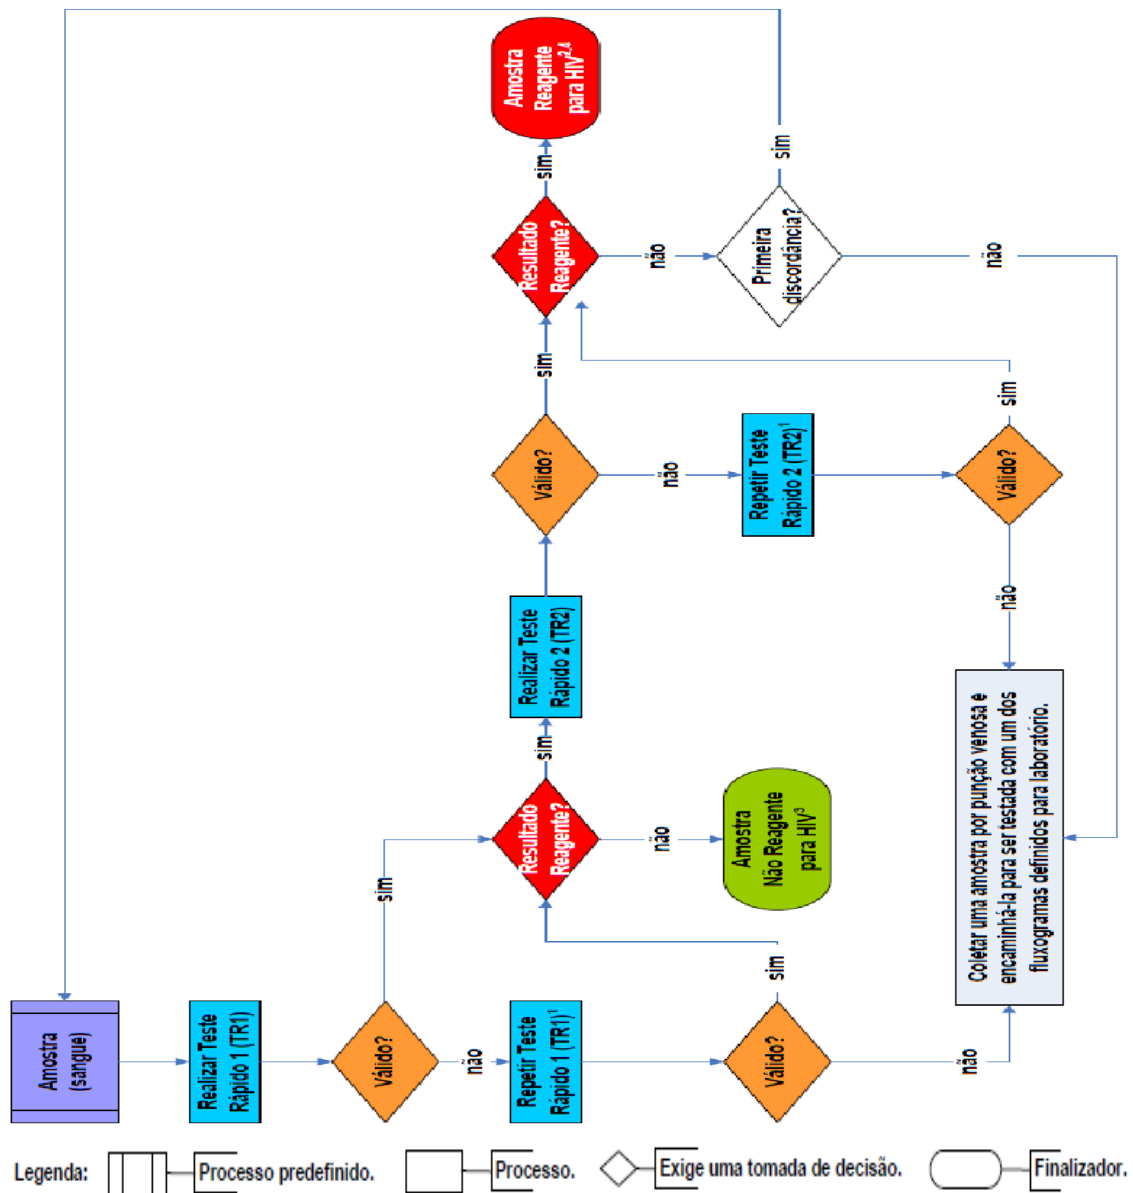 Amostra
(sangue)
Realizar Teste
Rápido 1 (TR1)
Válido?
não
Repetir Teste
Rápido 1 (TR1)¹
Válido?
não
sim
sim
Resultado
Reagente?
não
Amostra
Não Reagente
para HIV³
sim
Realizar Teste
Rápido 2 (TR2)
Válido?
não
Repetir Teste
Rápido 2 (TR2)¹
Válido?
não
sim
sim
Resultado
Reagente?
não
Primeira
discordância?
não
sim
sim
Amostra
Reagente
para HIV²,⁴
Coletar uma amostra por punção venosa e
encaminhá-la para ser testada com um dos
fluxogramas definidos para laboratório.
Legenda:
Processo predefinido.
Processo.
Exige uma tomada de decisão.
Finalizador.